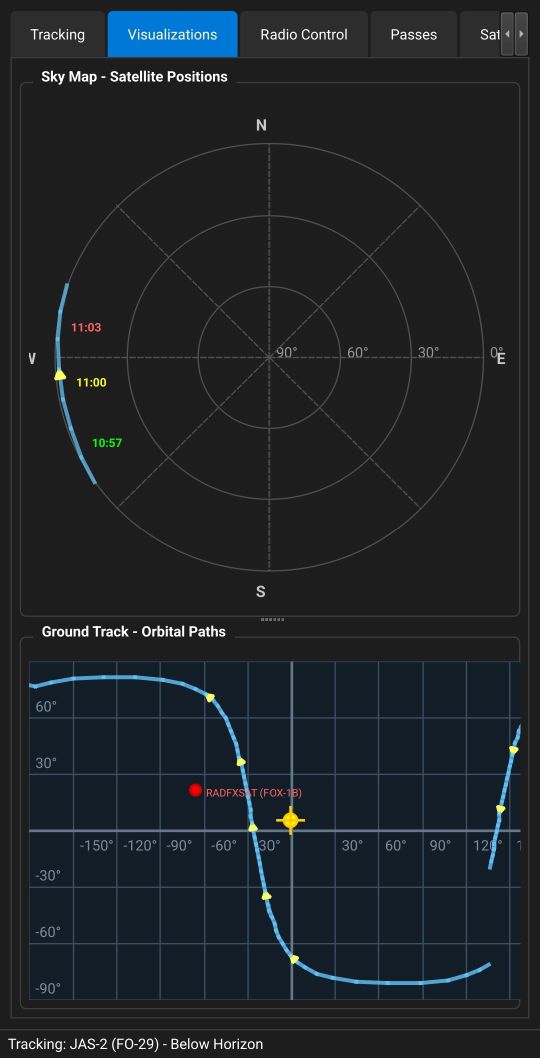 Tracking Visualizations Radio Control Passes Sat
Sky Map - Satellite Positions
N
11:03
90° 60° 30° 0°
W E
11:00
10:57
S
Ground Track - Orbital Paths
60°
30°
RADFXSAT (FOX-1B)
-150° -120° -90° -60° -30° 30° 60° 90° 120° 1
-30°
-60°
-90°
Tracking: JAS-2 (FO-29) - Below Horizon